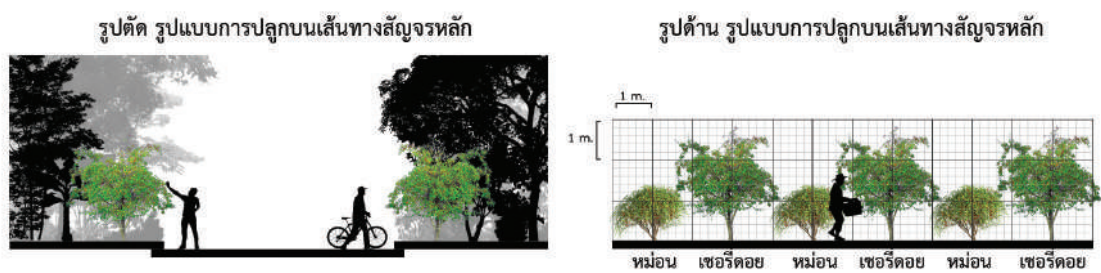 รูปตัด รูปแบบการปลูกบนเส้นทางสัญจรหลัก
รูปด้าน รูปแบบการปลูกบนเส้นทางสัญจรหลัก
1 m.
1 m.
หม่อน เชอรี่ดอย หม่อน เชอรี่ดอย หม่อน เชอรี่ดอย